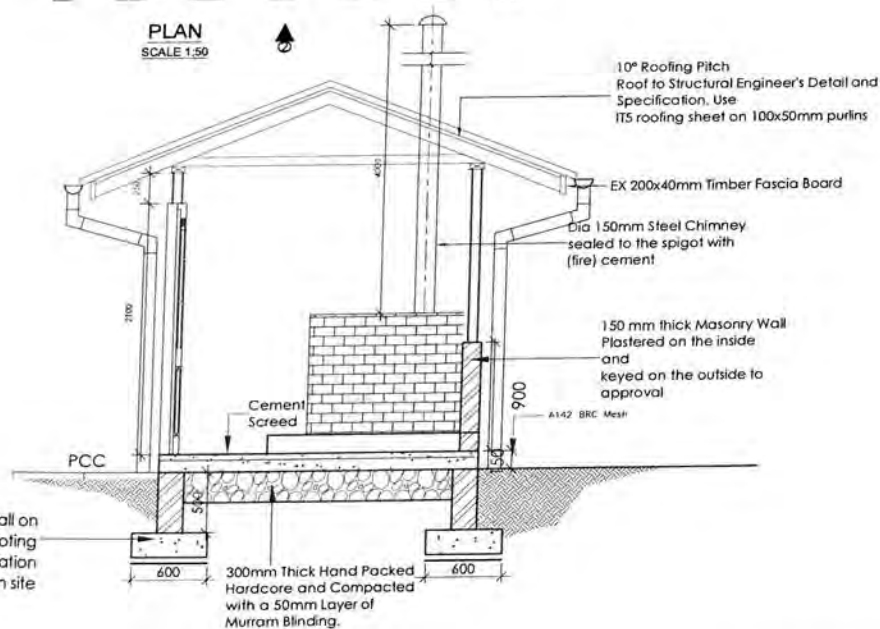 PLAN
SCALE 1:50
10° Roofing Pitch
Roof to Structural Engineer's Detail and
Specification. Use
IT5 roofing sheet on 100x50mm purlins
EX 200x40mm Timber Fascia Board
Dia 150mm Steel Chimney
sealed to the spigot with
(fire) cement
150 mm thick Masonry Wall
Plastered on the inside
and
keyed on the outside to
approval
A142 BRC Mesh
4000
250
2100
900
150
Cement
Screed
PCC
all on
oting
ation
n site
600
600
300mm Thick Hand Packed
Hardcore and Compacted
with a 50mm Layer of
Murram Blinding.